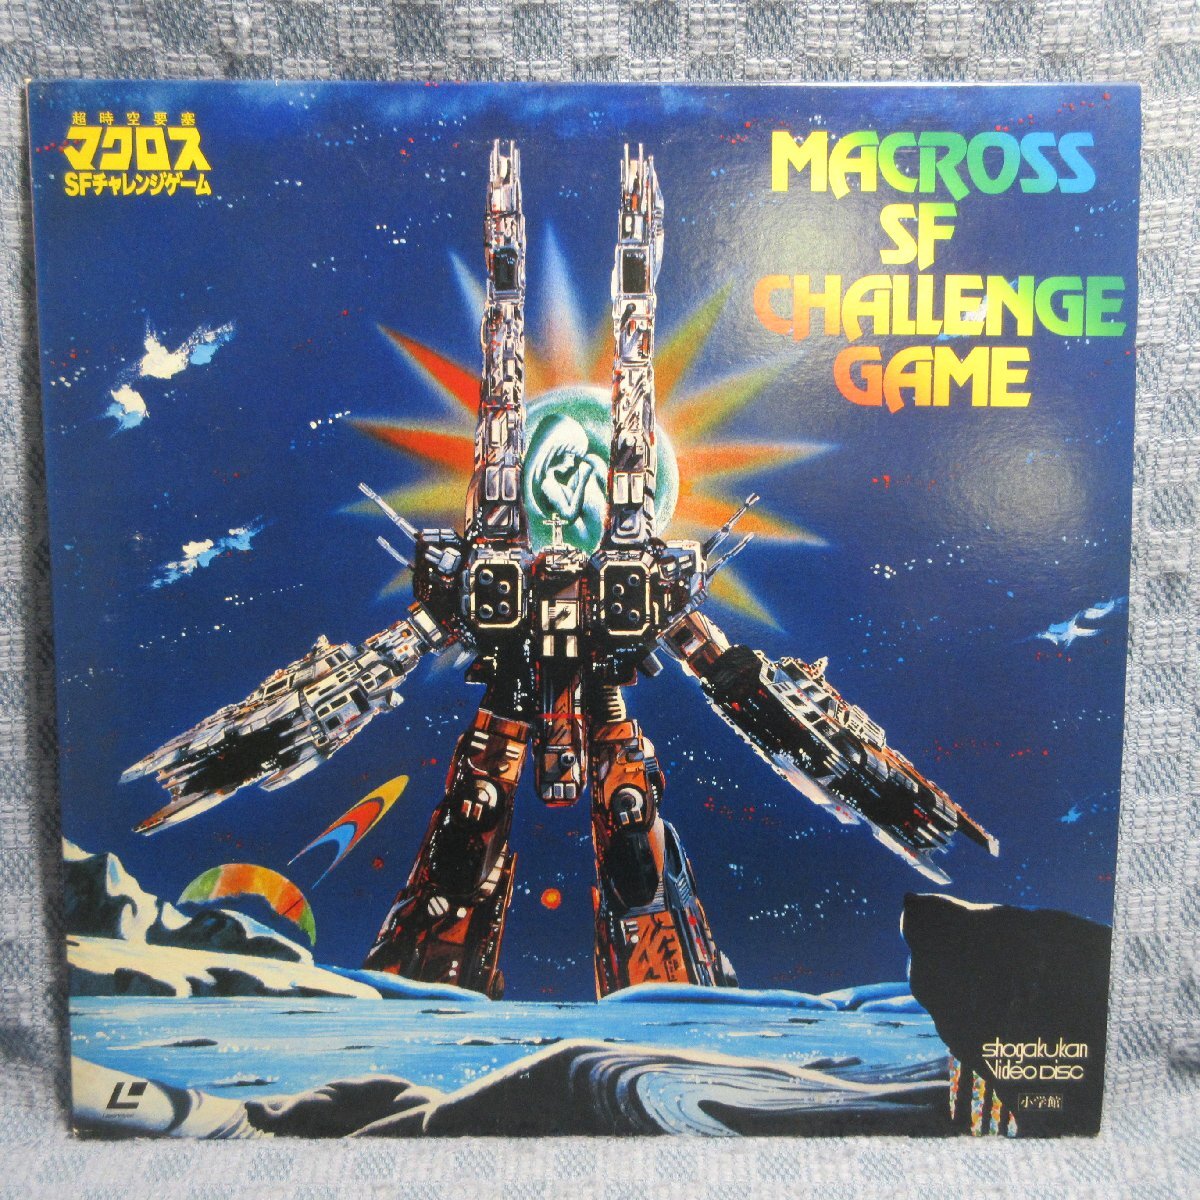 超時空要塞
マクロス
SFチャレンジゲーム
MACROSS
SF
CHALLENGE
GAME
shogakukan
Video Disc
小学館